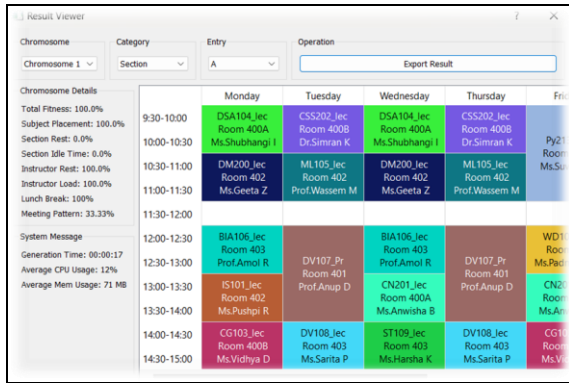 Result Viewer
?
Chromosome
Category
Entry
Operation
Chromosome 1
Section
A
Export Result
Chromosome Details
Total Fitness: 100.0%
Subject Placement: 100.0%
Section Rest: 0.0%
Section Idle Time: 0.0%
Instructor Rest: 100.0%
Instructor Load: 100.0%
Lunch Break: 100%
Meeting Pattern: 33.33%
System Message
Generation Time: 00:00:17
Average CPU Usage: 12%
Average Mem Usage: 71 MB
Monday Tuesday Wednesday Thursday
9:30-10:00
10:00-10:30
DSA104_lec
Room 400A
Ms.Shubhangi I
CSS202_lec
Room 400B
Dr.Simran K
DSA104_lec
Room 400A
Ms.Shubhangi I
CSS202_lec
Room 400B
Dr.Simran K
10:30-11:00
11:00-11:30
DM200_lec
Room 402
Ms.Geeta Z
ML105_lec
Room 402
Prof.Wassem M
DM200_lec
Room 402
Ms.Geeta Z
ML105_lec
Room 402
Prof.Wassem M
11:30-12:00
12:00-12:30
12:30-13:00
BIA106_lec
Room 403
Prof.Amol R
DV107_Pr
Room 401
Prof.Anup D
BIA106_lec
Room 403
Prof.Amol R
DV107_Pr
Room 401
Prof.Anup D
13:00-13:30
13:30-14:00
IS101_lec
Room 402
Ms.Pushpi R
CN201_lec
Room 400A
Ms.Anwisha B
14:00-14:30
14:30-15:00
CG103_lec
Room 400B
Ms.Vidhya D
DV108_lec
Room 403
Ms.Sarita P
ST109_lec
Room 403
Ms.Harsha K
DV108_lec
Room 403
Ms.Sarita P